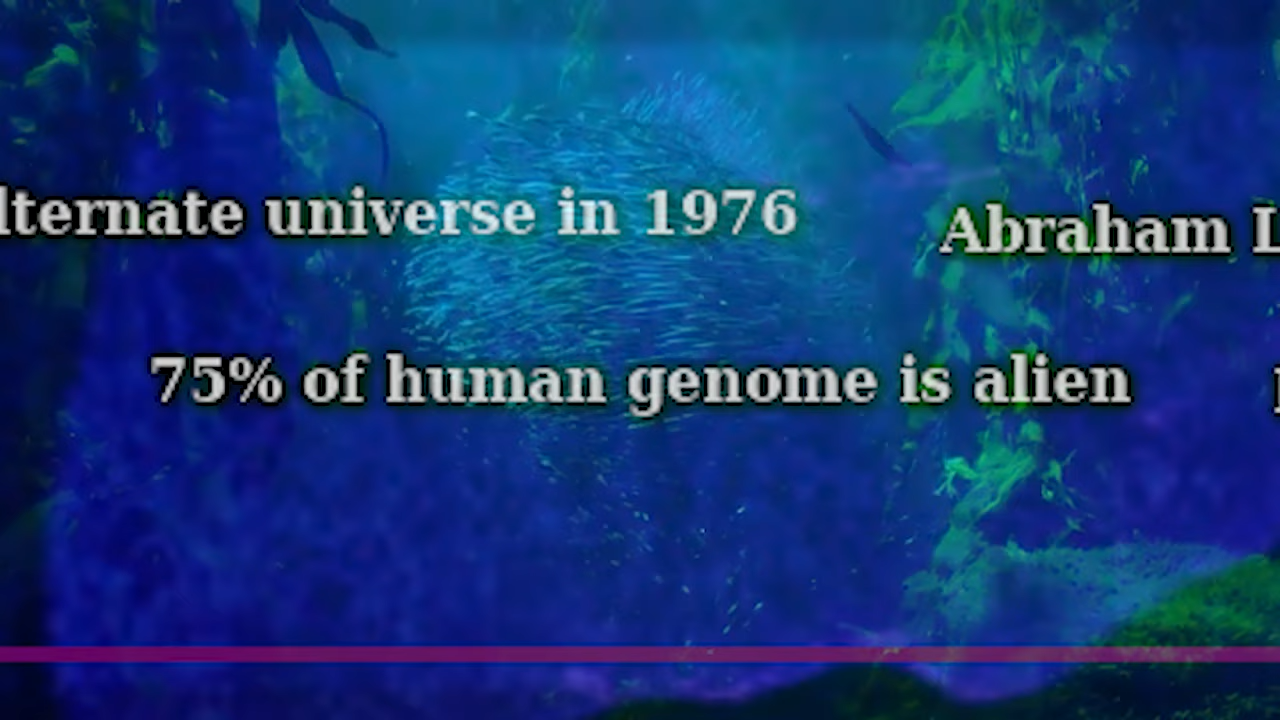 lternate universe in 1976
Abraham L
75% of human genome is alien